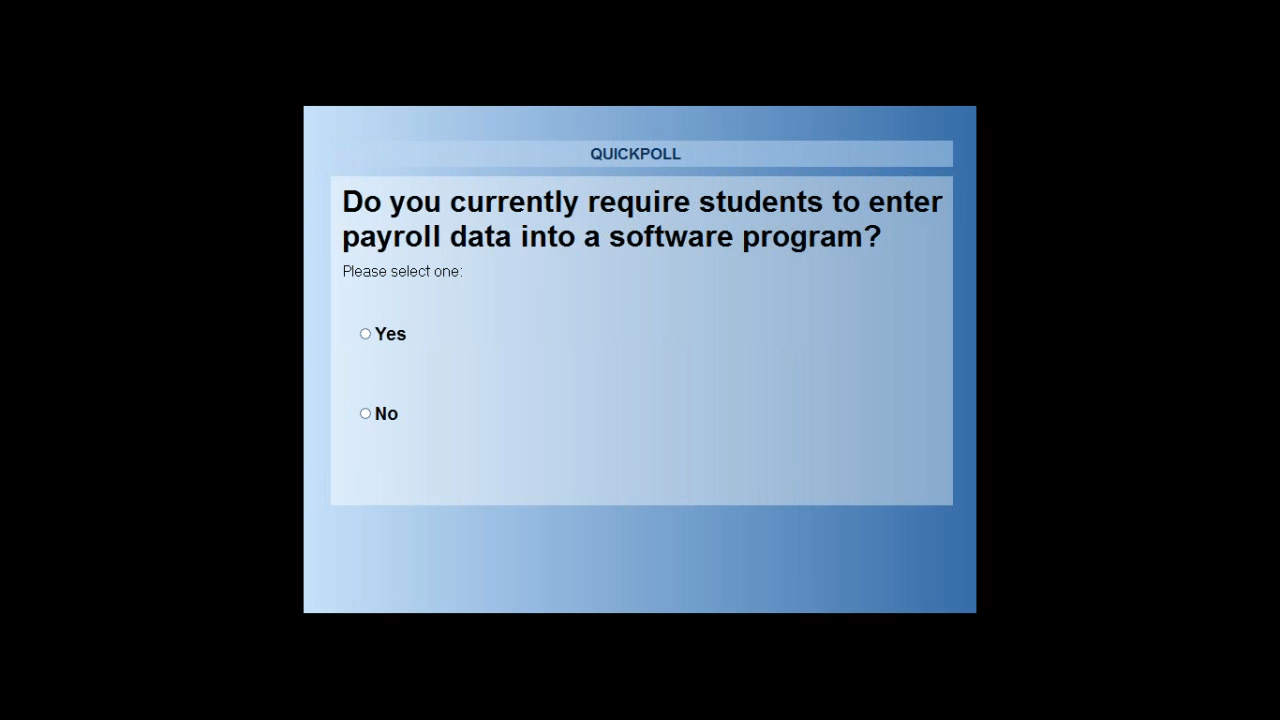 QUICKPOLL
Do you currently require students to enter
payroll data into a software program?
Please select one:
Yes
No